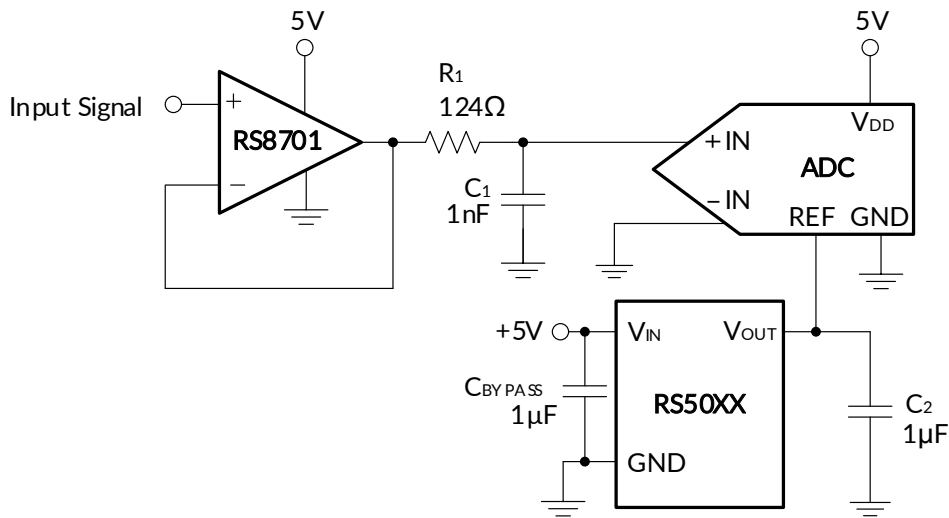 5V
Input Signal
+
RS8701
−
R1
124Ω
C1
1nF
5V
VDD
+IN
ADC
−IN
REF
GND
+5V
VIN
VOUT
CBYPASS
1µF
RS50XX
GND
C2
1µF